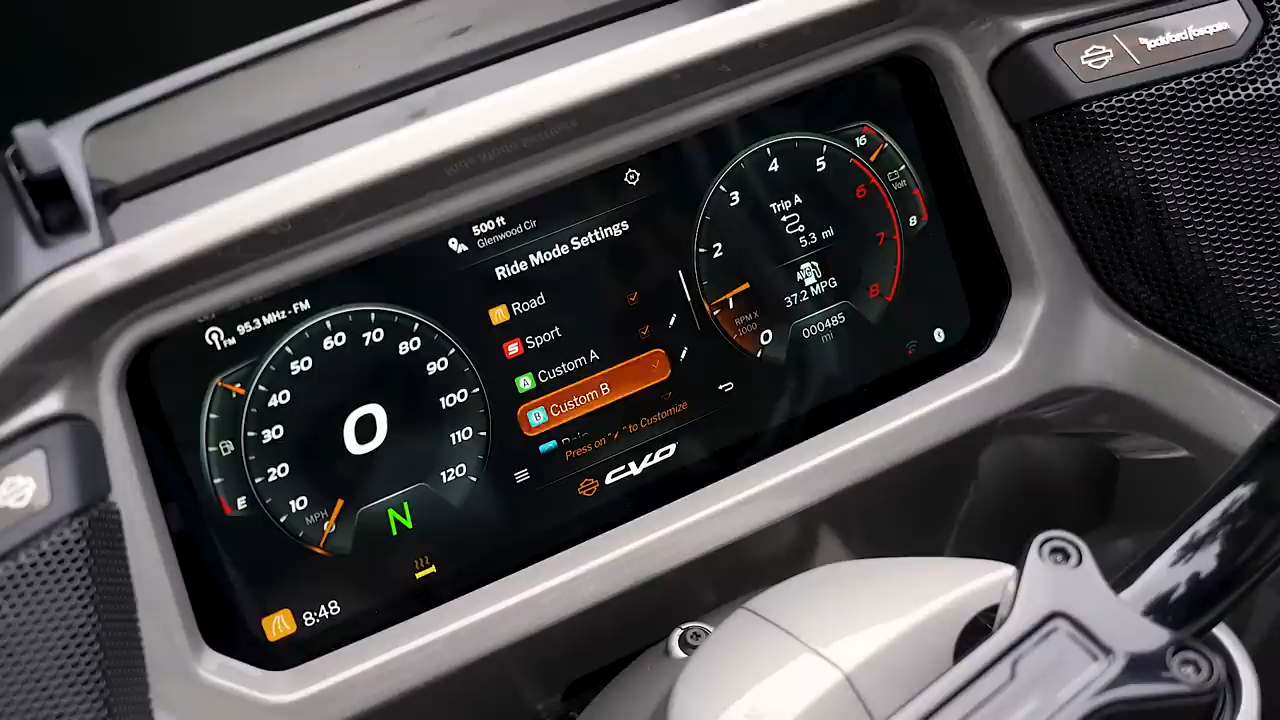 Rockford Fosgate
500 ft
Glenwood Cir
95.3 MHz - FM
FM
Ride Mode Settings
Road
Sport
Custom A
A
Custom B
B
Press on " " to Customize
CVO
0
10
20
30
40
50
60
70
80
90
100
110
120
MPH
0
E
N
8:48
0
1
2
3
4
5
6
7
8
RPM X
1000
Trip A
5.3 mi
AVG
37.2 MPG
000485
mi
16
Volt
8